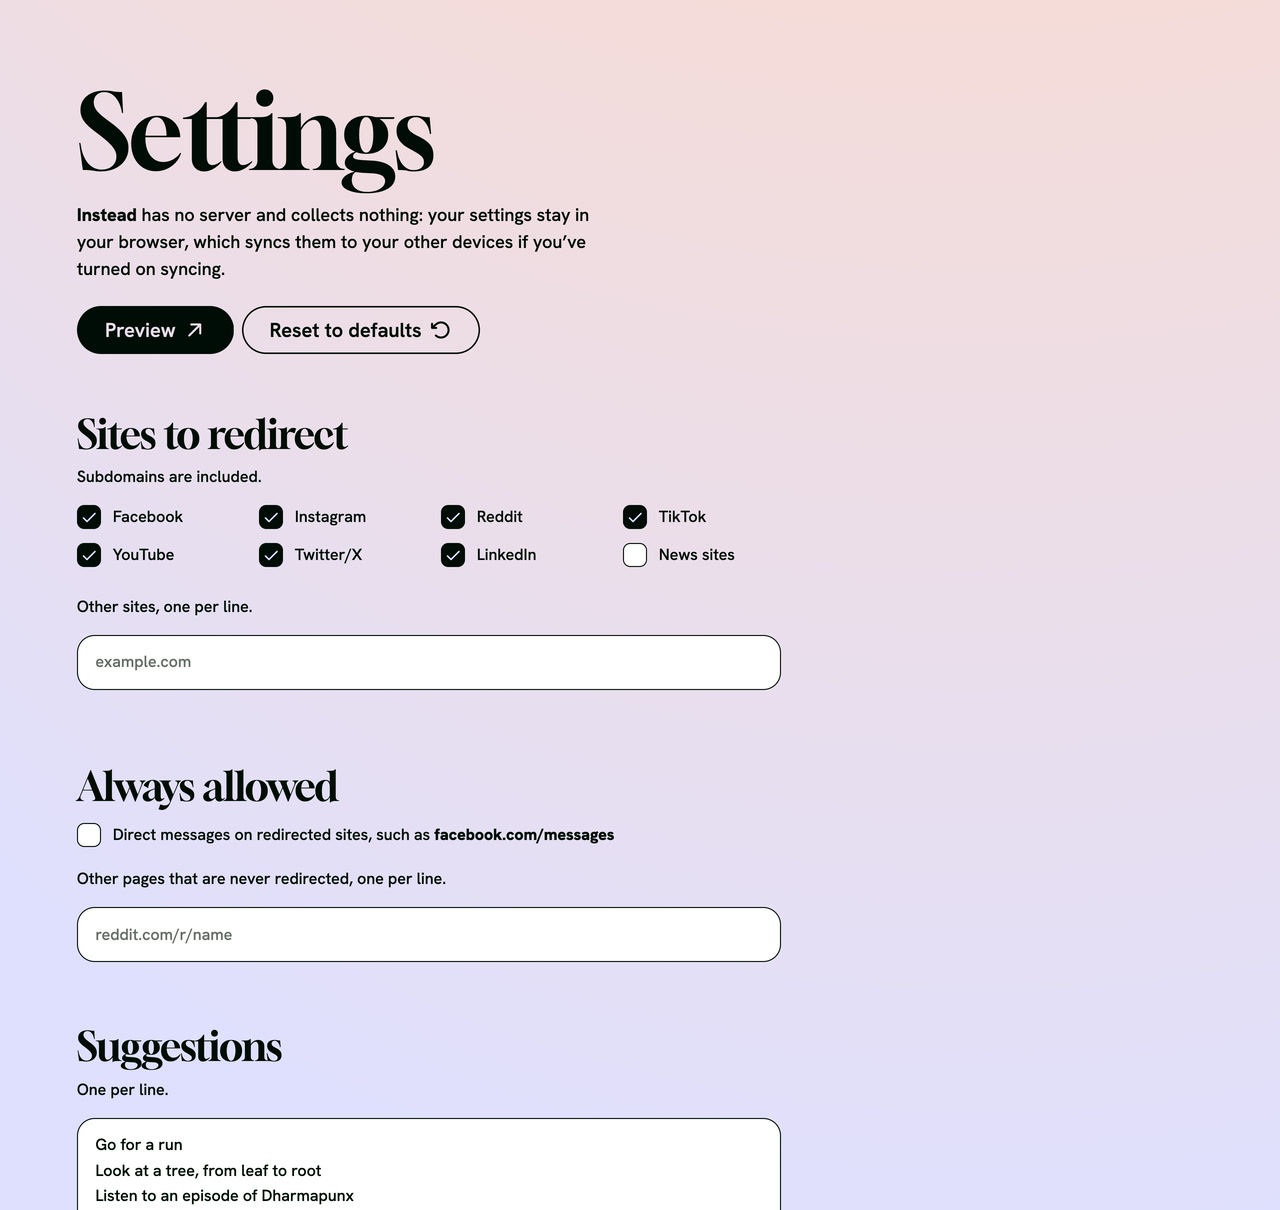 Settings
Instead has no server and collects nothing: your settings stay in
your browser, which syncs them to your other devices if you’ve
turned on syncing.
Preview
Reset to defaults
Sites to redirect
Subdomains are included.
Facebook
Instagram
Reddit
TikTok
YouTube
Twitter/X
LinkedIn
News sites
Other sites, one per line.
example.com
Always allowed
Direct messages on redirected sites, such as facebook.com/messages
Other pages that are never redirected, one per line.
reddit.com/r/name
Suggestions
One per line.
Go for a run
Look at a tree, from leaf to root
Listen to an episode of Dharmapunx